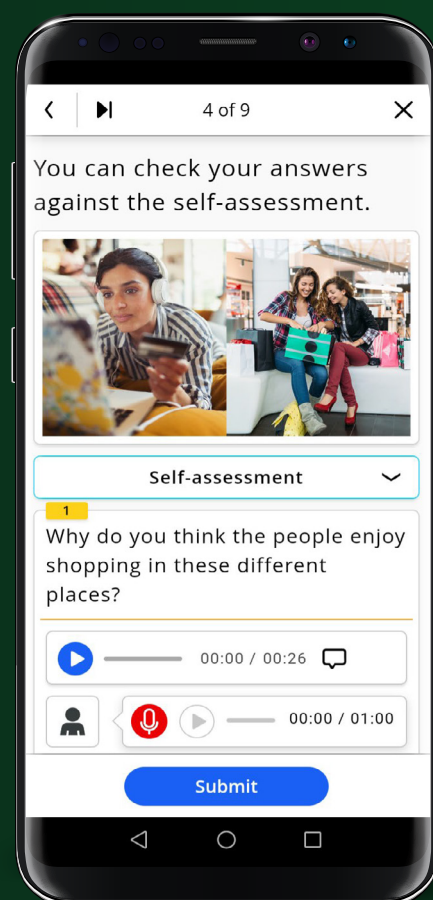 4 of 9
You can check your answers
against the self-assessment.
Self-assessment
1
Why do you think the people enjoy
shopping in these different
places?
00:00 / 00:26
00:00 / 01:00
Submit